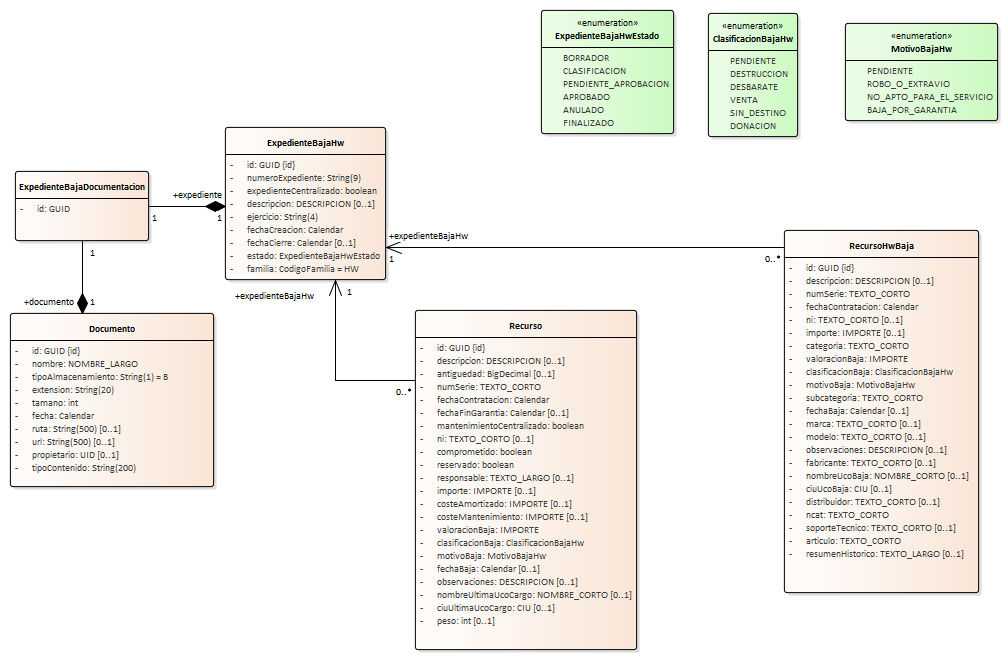 «enumeration»
ExpedienteBajaHwEstado
BORRADOR
CLASIFICACION
PENDIENTE_APROBACION
APROBADO
ANULADO
FINALIZADO
«enumeration»
ClasificacionBajaHw
PENDIENTE
DESTRUCCION
DESBARATE
VENTA
SIN_DESTINO
DONACION
«enumeration»
MotivoBajaHw
PENDIENTE
ROBO_O_EXTRAVIO
NO_APTO_PARA_EL_SERVICIO
BAJA_POR_GARANTIA
ExpedienteBajaHw
- id: GUID {id}
- numeroExpediente: String(9)
- expedienteCentralizado: boolean
- descripcion: DESCRIPCION [0..1]
- ejercicio: String(4)
- fechaCreacion: Calendar
- fechaCierre: Calendar [0..1]
- estado: ExpedienteBajaHwEstado
- familia: CodigoFamilia = HW
ExpedienteBajaDocumentacion
- id: GUID
+expediente
1
1
1
+documento
1
Documento
- id: GUID {id}
- nombre: NOMBRE_LARGO
- tipoAlmacenamiento: String(1) = B
- extension: String(20)
- tamano: int
- fecha: Calendar
- ruta: String(500) [0..1]
- url: String(500) [0..1]
- propietario: UID [0..1]
- tipoContenido: String(200)
+expedienteBajaHw
1
0..*
+expedienteBajaHw
1
0..*
Recurso
- id: GUID {id}
- descripcion: DESCRIPCION [0..1]
- antiguedad: BigDecimal [0..1]
- numSerie: TEXTO_CORTO
- fechaContratacion: Calendar
- fechaFinGarantia: Calendar [0..1]
- mantenimientoCentralizado: boolean
- ni: TEXTO_CORTO [0..1]
- comprometido: boolean
- reservado: boolean
- responsable: TEXTO_LARGO [0..1]
- importe: IMPORTE [0..1]
- costeAmortizado: IMPORTE [0..1]
- costeMantenimiento: IMPORTE [0..1]
- valoracionBaja: IMPORTE
- clasificacionBaja: ClasificacionBajaHw
- motivoBaja: MotivoBajaHw
- fechaBaja: Calendar [0..1]
- observaciones: DESCRIPCION [0..1]
- nombreUltimaUcoCargo: NOMBRE_CORTO [0..1]
- ciuUltimaUcoCargo: CIU [0..1]
- peso: int [0..1]
RecursoHwBaja
- id: GUID {id}
- descripcion: DESCRIPCION [0..1]
- numSerie: TEXTO_CORTO
- fechaContratacion: Calendar
- ni: TEXTO_CORTO [0..1]
- importe: IMPORTE [0..1]
- categoria: TEXTO_CORTO
- valoracionBaja: IMPORTE
- clasificacionBaja: ClasificacionBajaHw
- motivoBaja: MotivoBajaHw
- subcategoria: TEXTO_CORTO
- fechaBaja: Calendar [0..1]
- marca: TEXTO_CORTO [0..1]
- modelo: TEXTO_CORTO [0..1]
- observaciones: DESCRIPCION [0..1]
- fabricante: TEXTO_CORTO [0..1]
- nombreUcoBaja: NOMBRE_CORTO [0..1]
- ciuUcoBaja: CIU [0..1]
- distribuidor: TEXTO_CORTO [0..1]
- ncat: TEXTO_CORTO
- soporteTecnico: TEXTO_CORTO [0..1]
- articulo: TEXTO_CORTO
- resumenHistorico: TEXTO_LARGO [0..1]